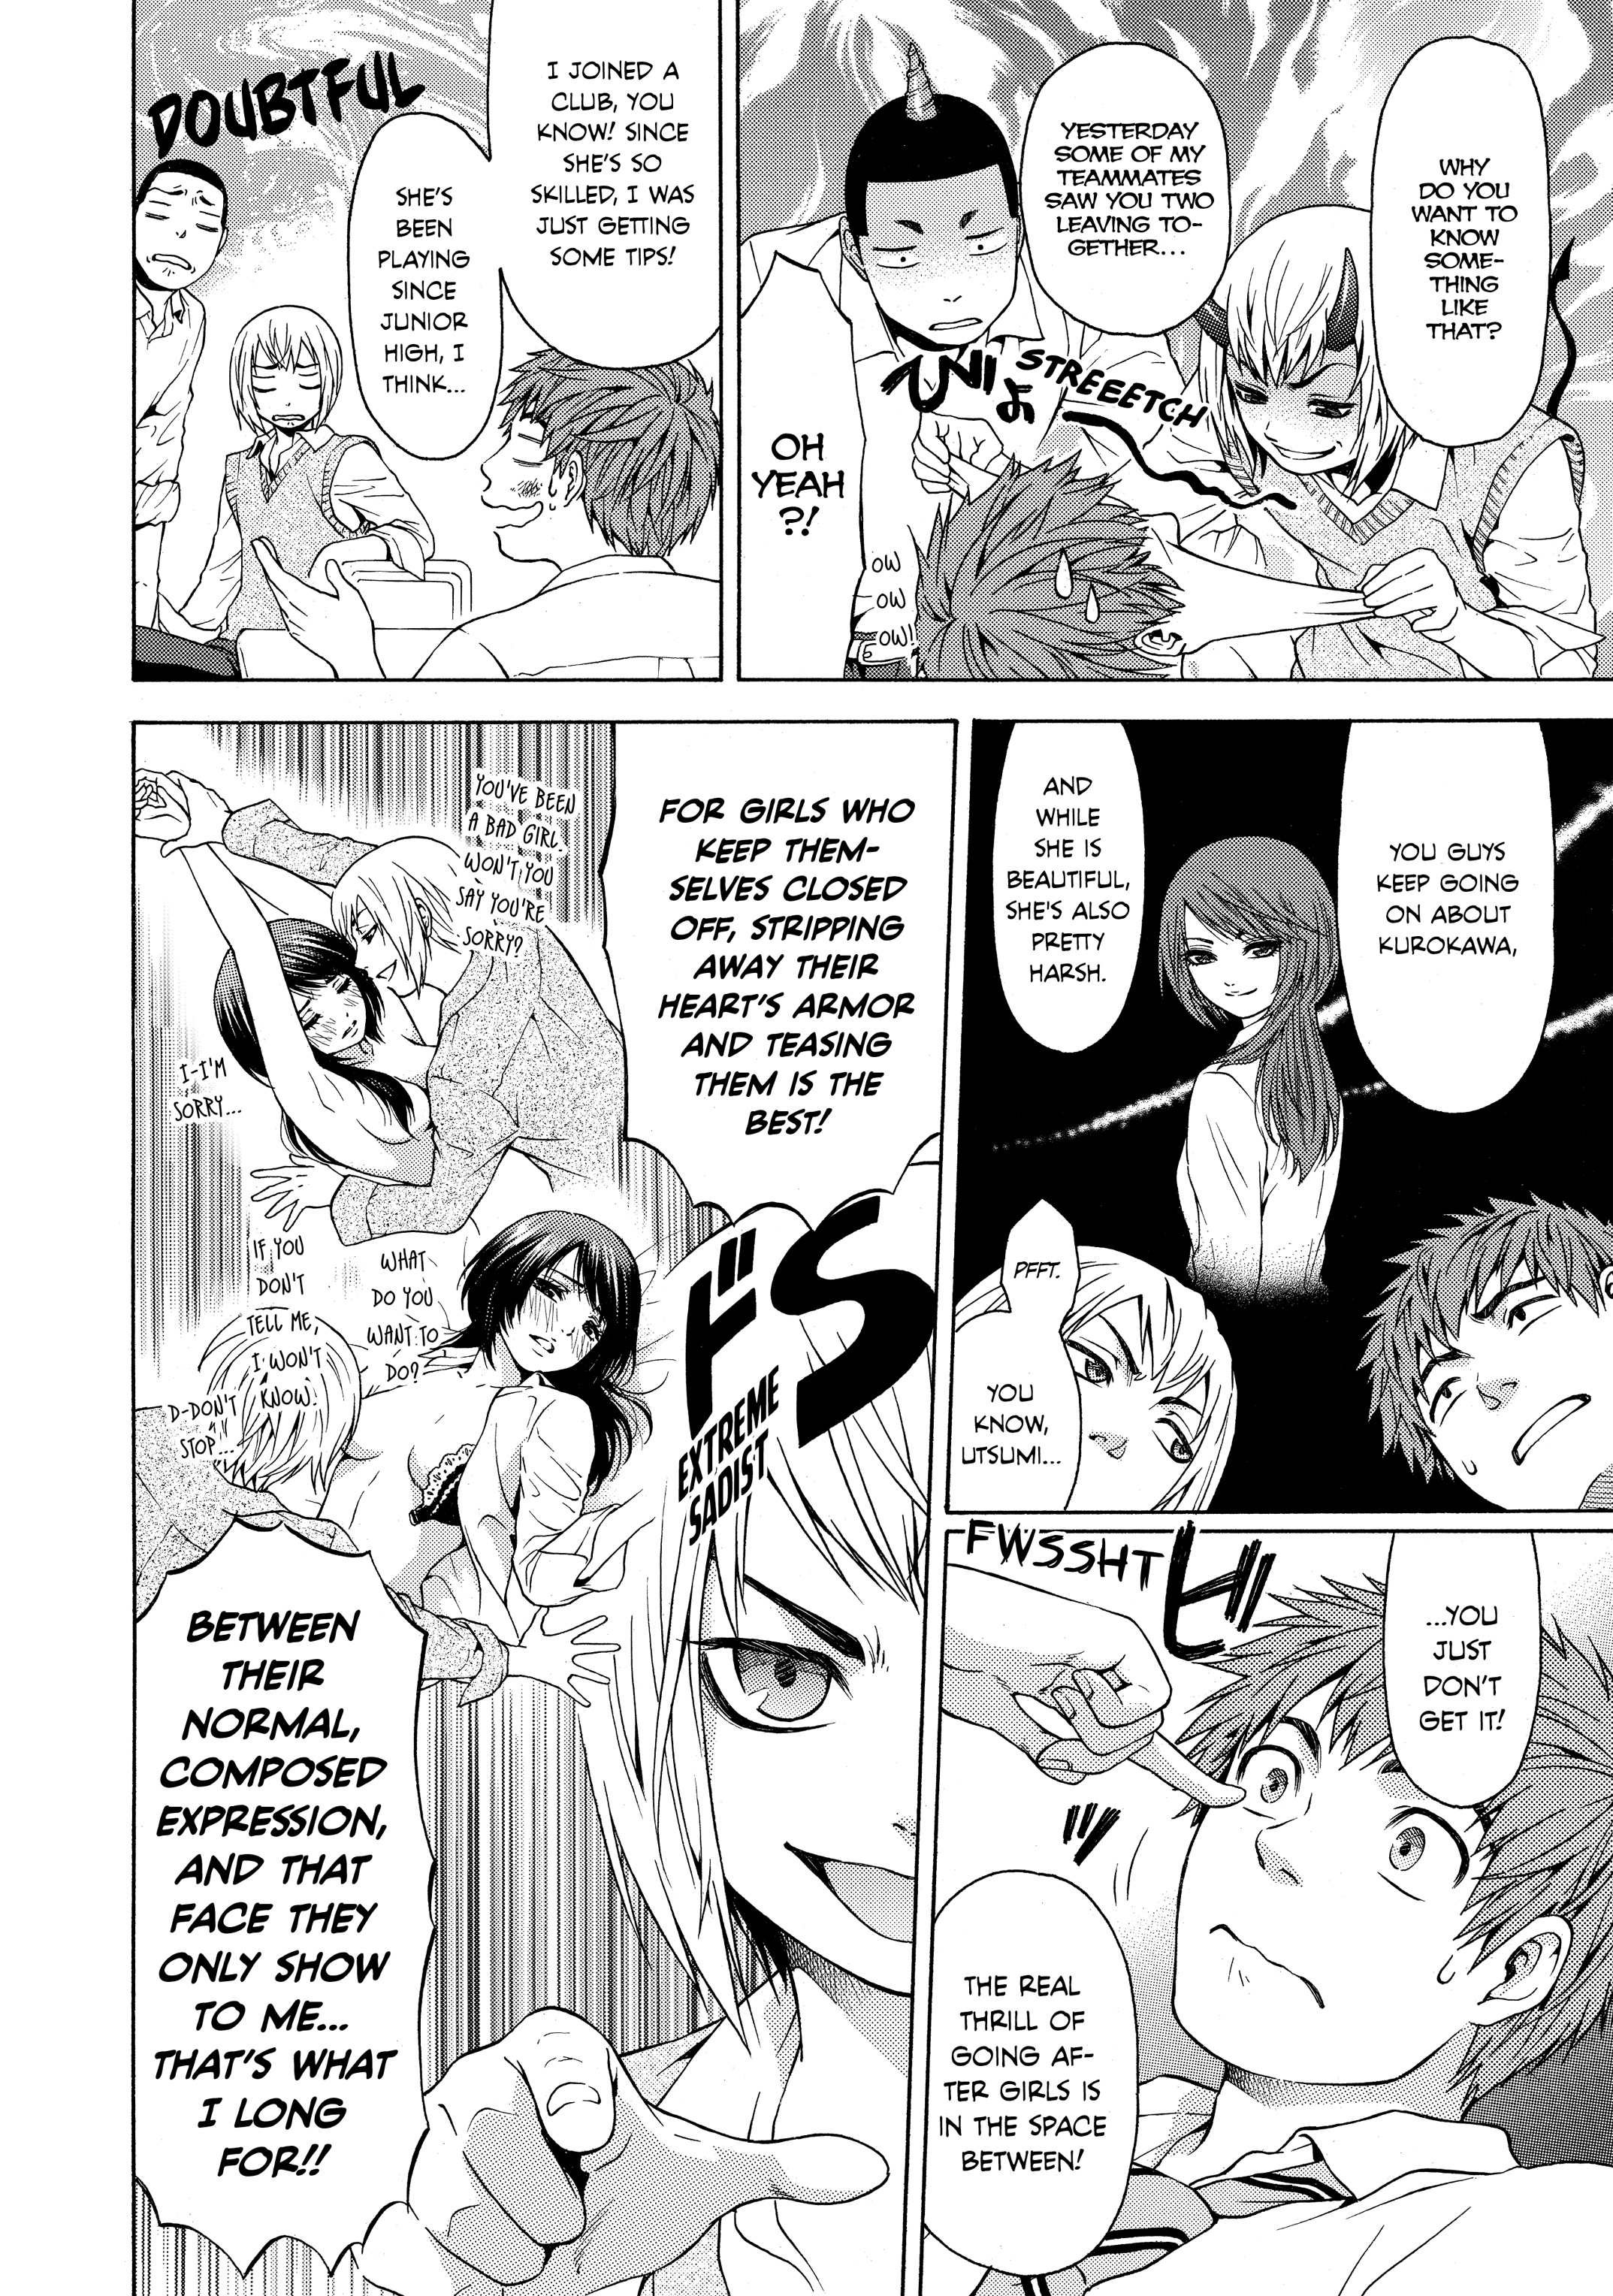 WHY
DO YOU
WANT TO
KNOW
SOME-
THING
LIKE
THAT?
YESTERDAY
SOME OF MY
TEAMMATES
SAW YOU TWO
LEAVING TO-
GETHER...
びょーん
STREEETCH
OH
YEAH
?!
OW
OW
OW!
I JOINED A
CLUB, YOU
KNOW! SINCE
SHE'S SO
SKILLED, I WAS
JUST GETTING
SOME TIPS!
SHE'S
BEEN
PLAYING
SINCE
JUNIOR
HIGH, I
THINK...
DOUBTFUL
YOU GUYS
KEEP GOING
ON ABOUT
KUROKAWA,
AND
WHILE
SHE IS
BEAUTIFUL,
SHE'S ALSO
PRETTY
HARSH.
PFFT.
YOU
KNOW,
UTSUMI...
...YOU
JUST
DON'T
GET IT!
FWSSHT
ビッ
THE REAL
THRILL OF
GOING AF-
TER GIRLS IS
IN THE SPACE
BETWEEN!
FOR GIRLS WHO
KEEP THEM-
SELVES CLOSED
OFF, STRIPPING
AWAY THEIR
HEART'S ARMOR
AND TEASING
THEM IS THE
BEST!
YOU'VE BEEN
A BAD GIRL.
WON'T YOU
SAY YOU'RE
SORRY?
I-I'M
SORRY...
ドS
EXTREME
SADIST
WHAT
DO YOU
WANT TO
DO?
IF YOU
DON'T
TELL ME,
I WON'T
KNOW.
D-DON'T
STOP...
BETWEEN
THEIR
NORMAL,
COMPOSED
EXPRESSION,
AND THAT
FACE THEY
ONLY SHOW
TO ME...
THAT'S WHAT
I LONG
FOR!!